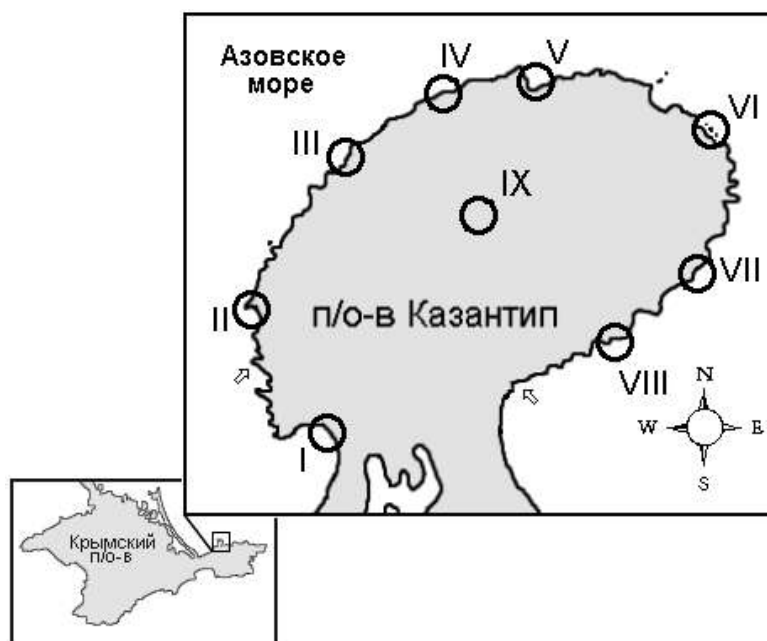 Азовское
море
IV
V
VI
III
IX
VII
II
п/о-в Казантип
VIII
I
N
W
E
S
Крымский
п/о-в